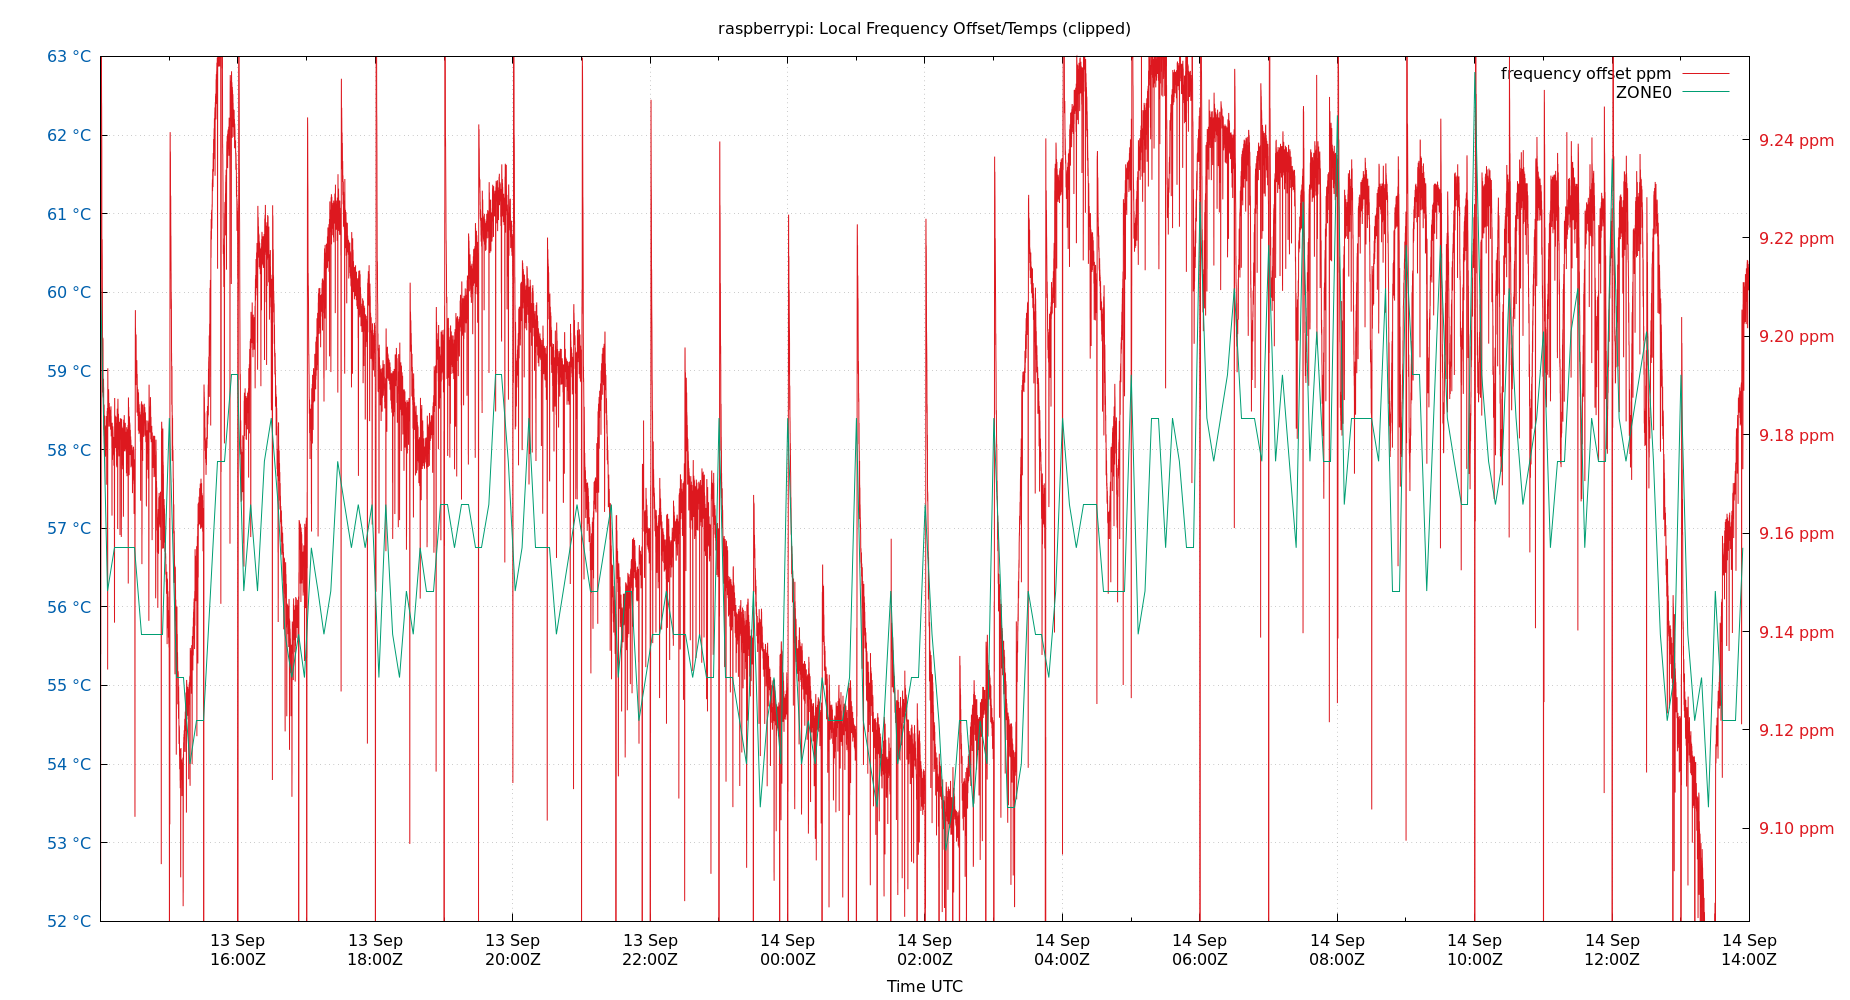 raspberrypi: Local Frequency Offset/Temps (clipped)
63 °C
62 °C
61 °C
60 °C
59 °C
58 °C
57 °C
56 °C
55 °C
54 °C
53 °C
52 °C
frequency offset ppm
ZONE0
9.24 ppm
9.22 ppm
9.20 ppm
9.18 ppm
9.16 ppm
9.14 ppm
9.12 ppm
9.10 ppm
13 Sep 13 Sep 13 Sep 13 Sep 14 Sep 14 Sep 14 Sep 14 Sep 14 Sep 14 Sep 14 Sep 14 Sep
16:00Z 18:00Z 20:00Z 22:00Z 00:00Z 02:00Z 04:00Z 06:00Z 08:00Z 10:00Z 12:00Z 14:00Z
Time UTC